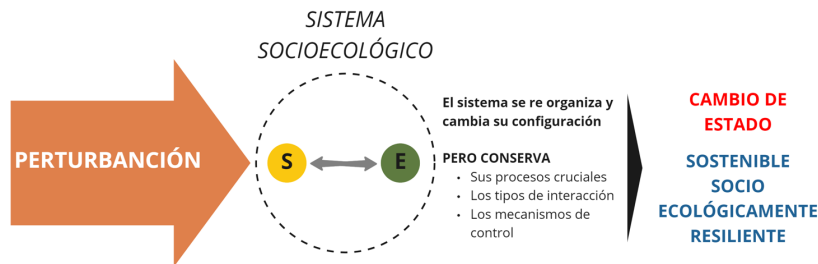 SISTEMA
SOCIOECOLÓGICO
PERTURBANCIÓN
S
E
El sistema se re organiza y
cambia su configuración
PERO CONSERVA
• Sus procesos cruciales
• Los tipos de interacción
• Los mecanismos de
control
CAMBIO DE
ESTADO
SOSTENIBLE
SOCIO
ECOLÓGICAMENTE
RESILIENTE